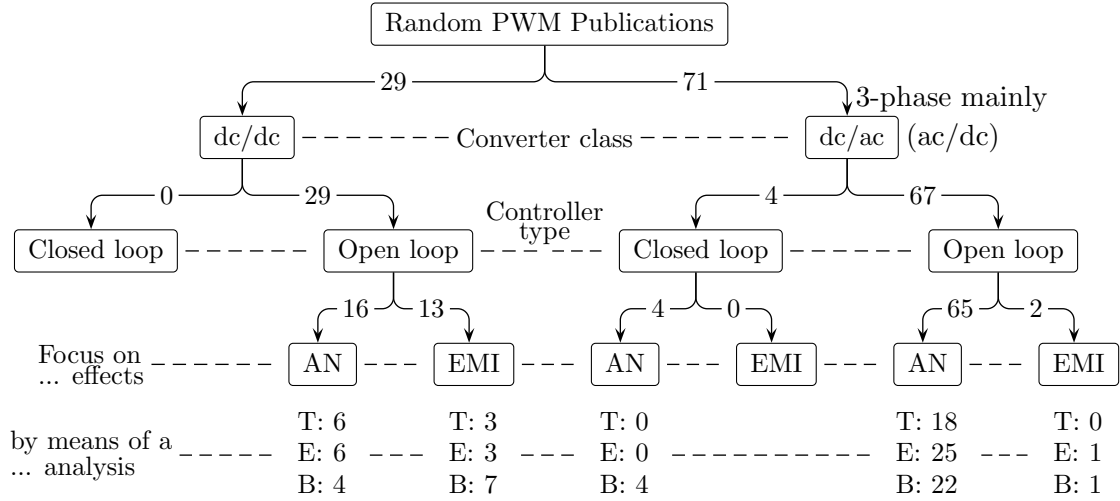 Random PWM Publications
29
71
3-phase mainly
dc/dc
Converter class
dc/ac
(ac/dc)
0
29
4
67
Closed loop
Open loop
Controller
type
Closed loop
Open loop
16
13
4
0
65
2
Focus on
... effects
AN
EMI
AN
EMI
AN
EMI
by means of a
... analysis
T: 6
E: 6
B: 4
T: 3
E: 3
B: 7
T: 0
E: 0
B: 4
T: 18
E: 25
B: 22
T: 0
E: 1
B: 1